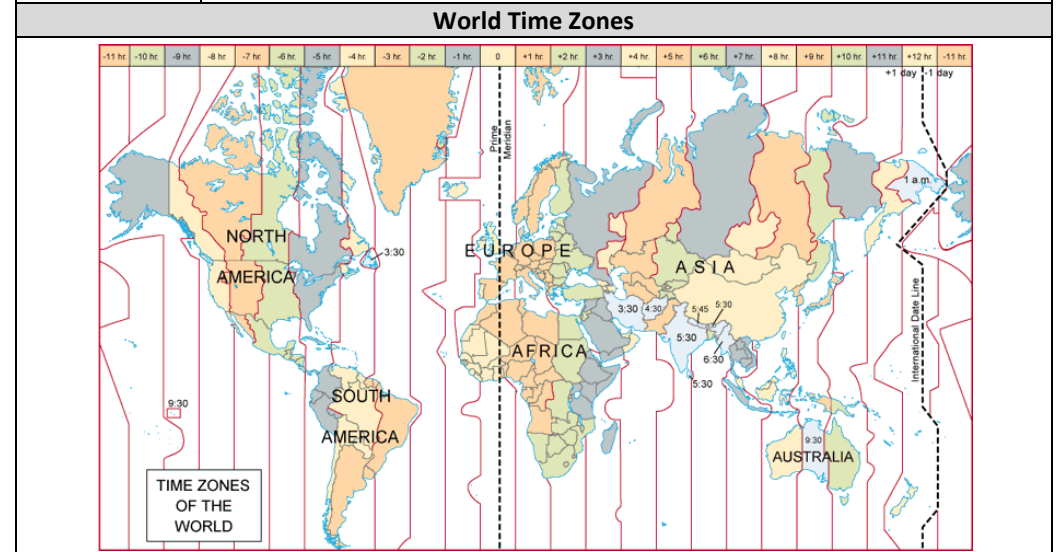 World Time Zones
-11 hr. -10 hr. -9 hr. -8 hr. -7 hr. -6 hr. -5 hr. -4 hr. -3 hr. -2 hr. -1 hr. 0 +1 hr. +2 hr. +3 hr. +4 hr. +5 hr. +6 hr. +7 hr. +8 hr. +9 hr. +10 hr. +11 hr. +12 hr. -11 hr.
+1 day -1 day
Prime
Meridian
1 a.m.
NORTH
AMERICA
3:30
EUROPE
ASIA
3:30
4:30
5:45
5:30
5:30
6:30
5:30
International Date Line
AFRICA
9:30
SOUTH
AMERICA
9:30
AUSTRALIA
TIME ZONES
OF THE
WORLD